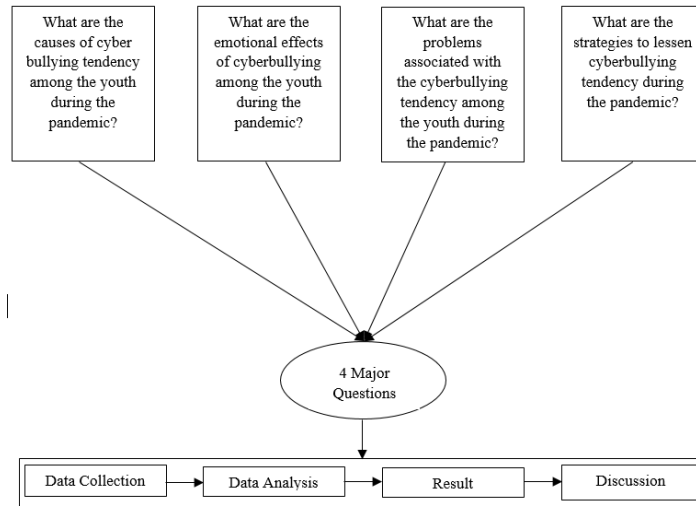 What are the
causes of cyber
bullying tendency
among the youth
during the
pandemic?
What are the
emotional effects
of cyberbullying
among the youth
during the
pandemic?
What are the
problems
associated with
the cyberbullying
tendency among
the youth during
the pandemic?
What are the
strategies to lessen
cyberbullying
tendency during
the pandemic?
4 Major
Questions
Data Collection
Data Analysis
Result
Discussion